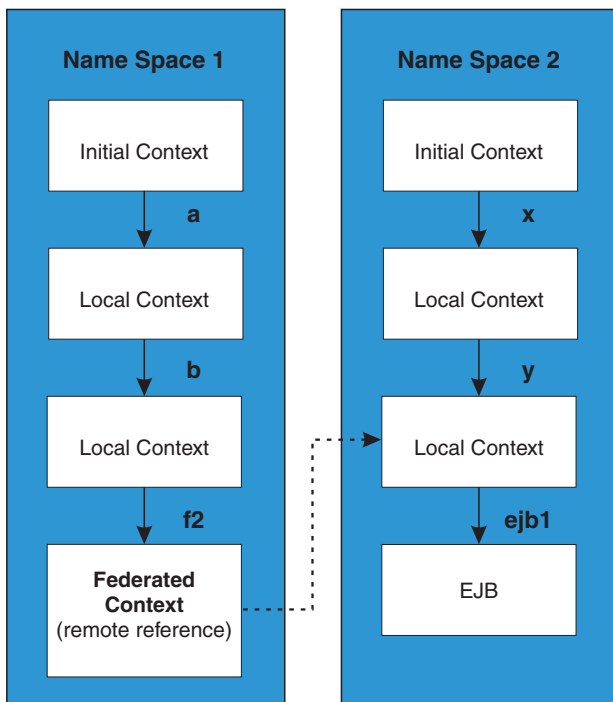 Name Space 1
Initial Context
a
Local Context
b
Local Context
f2
Federated
Context
(remote reference)
Name Space 2
Initial Context
x
Local Context
y
Local Context
ejb1
EJB